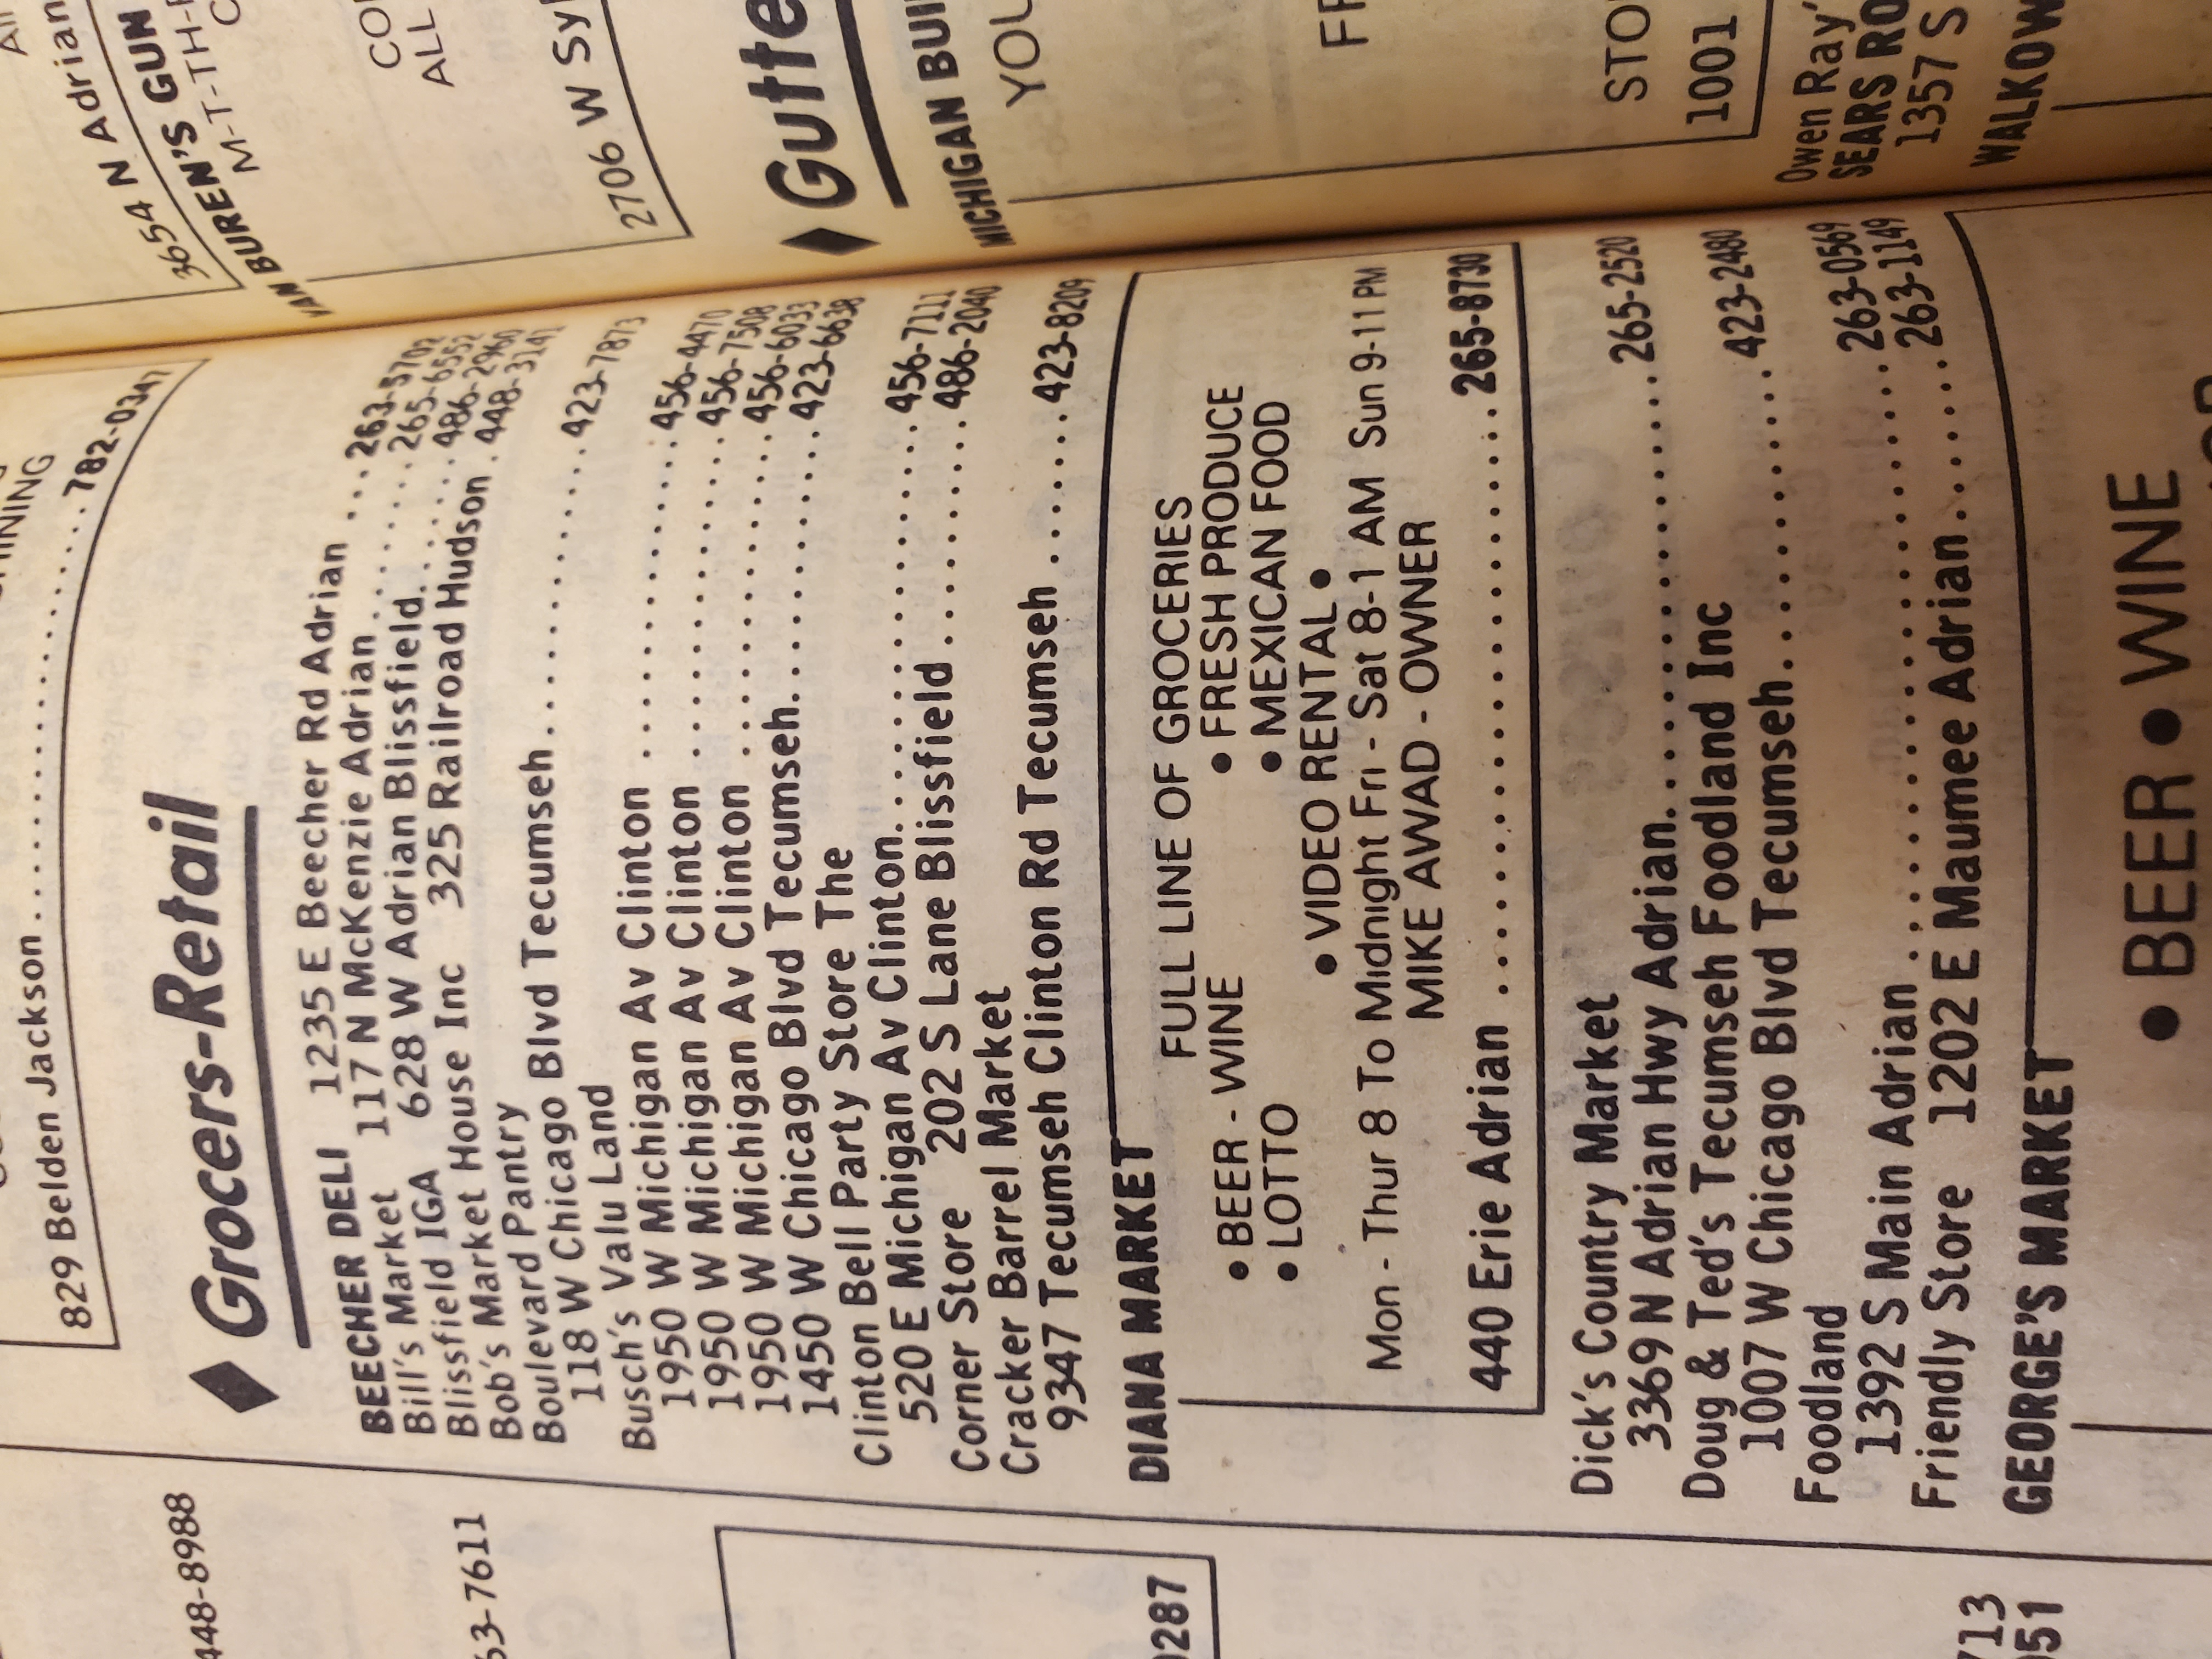 829 Belden Jackson . . . . . . . . . . . . . . . . . . . . . . 782-0347
◆ Grocers-Retail
BEECHER DELI 1235 E Beecher Rd Adrian . . . 263-5702
Bill's Market 117 N McKenzie Adrian . . . . . . . 265-6552
Blissfield IGA 628 W Adrian Blissfield. . . . . . . 486-2960
Bob's Market House Inc 325 Railroad Hudson . 448-3141
Boulevard Pantry
118 W Chicago Blvd Tecumseh. . . . . . . . . . . . . 423-7873
Busch's Valu Land
1950 W Michigan Av Clinton . . . . . . . . . . . . . . 456-4470
1950 W Michigan Av Clinton . . . . . . . . . . . . . . 456-7508
1950 W Michigan Av Clinton . . . . . . . . . . . . . . 456-6033
1450 W Chicago Blvd Tecumseh. . . . . . . . . . . . 423-6638
Clinton Bell Party Store The
520 E Michigan Av Clinton. . . . . . . . . . . . . . . . 456-7111
Corner Store 202 S Lane Blissfield . . . . . . . . . . 486-2040
Cracker Barrel Market
9347 Tecumseh Clinton Rd Tecumseh . . . . . . . 423-8209
DIANA MARKET
FULL LINE OF GROCERIES
• BEER - WINE • FRESH PRODUCE
• LOTTO • MEXICAN FOOD
• VIDEO RENTAL •
Mon - Thur 8 To Midnight Fri - Sat 8-1 AM Sun 9-11 PM
MIKE AWAD - OWNER
440 Erie Adrian . . . . . . . . . . . . . . . . . . . . . . . 265-8730
Dick's Country Market
3369 N Adrian Hwy Adrian. . . . . . . . . . . . . . . . 265-2520
Doug & Ted's Tecumseh Foodland Inc
1007 W Chicago Blvd Tecumseh. . . . . . . . . . . . 423-2480
Foodland
1392 S Main Adrian . . . . . . . . . . . . . . . . . . . . . 263-0569
Friendly Store 1202 E Maumee Adrian. . . . . . . 263-1149
GEORGE'S MARKET
• BEER • WINE
448-8988
63-7611
0287
713
051
3654 N Adrian
3654 N GUN
VAN BUREN'S GUN
M-T-TH-F
ALL
2706 W Syl
◆ Gutte
MICHIGAN BUI
YOU
FR
STO
1001
Owen Ray'
SEARS RO
1357 S
WALKOW